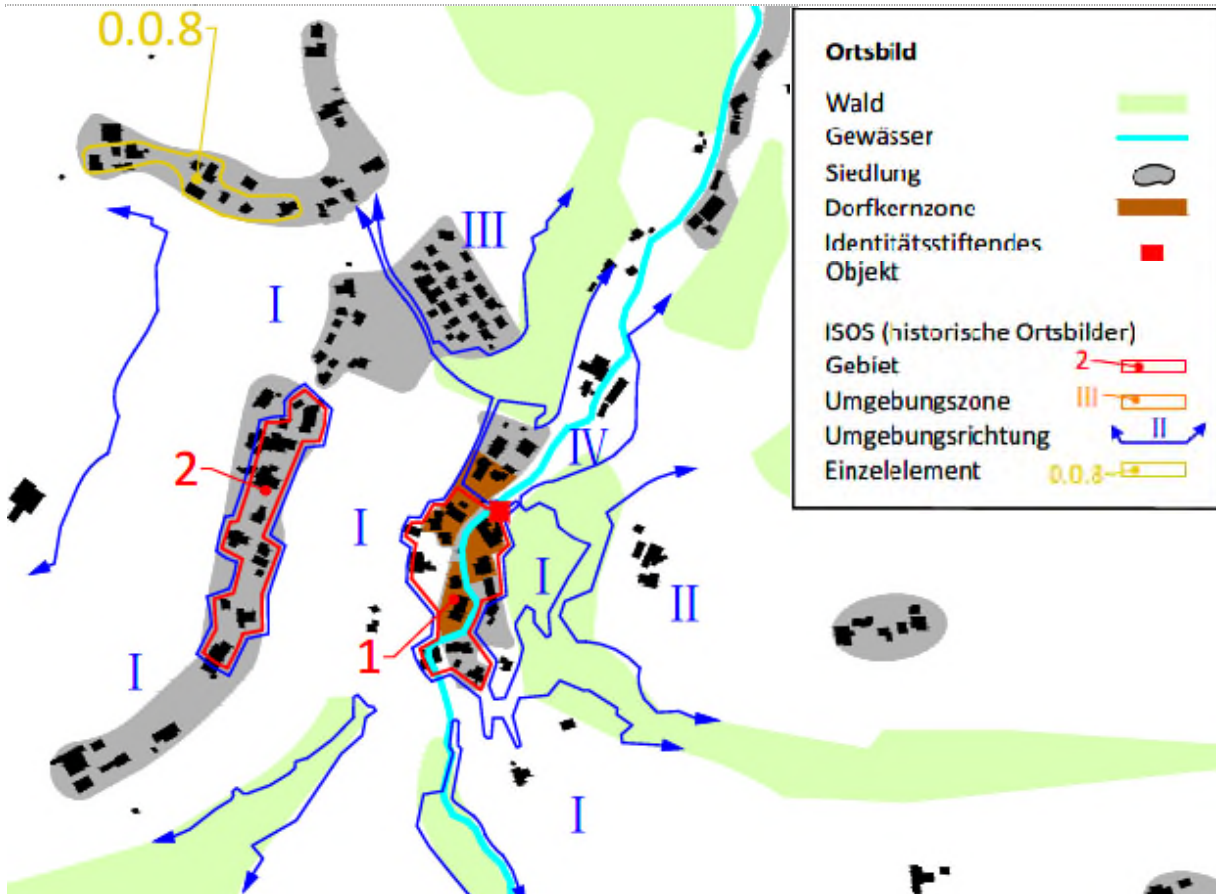 0.0.8
III
I
2
I
IV
I
II
1
I
I
Ortsbild
Wald
Gewässer
Siedlung
Dorfkernzone
Identitätsstiftendes
Objekt
ISOS (historische Ortsbilder)
Gebiet 2
Umgebungszone III
Umgebungsrichtung II
Einzelelement 0.0.8